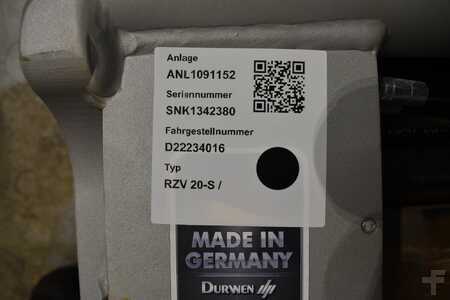 Anlage
ANL1091152
Seriennummer
SNK1342380
Fahrgestellnummer
D22234016
Typ
RZV 20-S /
MADE IN
GERMANY
DURWEN